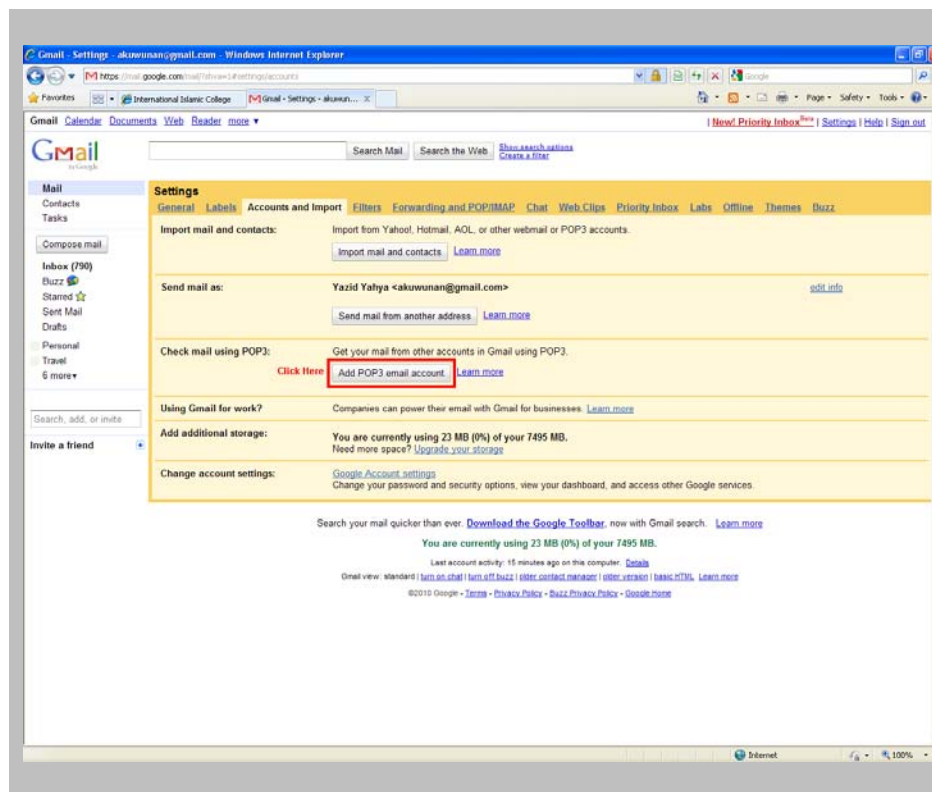 Gmail - Settings - akuwunan@gmail.com - Windows Internet Explorer
https://mail.google.com/mail/?shva=1#settings/accounts
Google
Favorites International Islamic College Gmail - Settings - akuwun... X Page Safety Tools
Gmail Calendar Documents Web Reader more ▼ | New! Priority Inbox Beta | Settings | Help | Sign out
Gmail by Google
Search Mail Search the Web Show search options
Create a filter
Mail
Contacts
Tasks
Compose mail
Inbox (790)
Buzz
Starred
Sent Mail
Drafts
Personal
Travel
6 more▼
Search, add, or invite
Invite a friend
Settings
General Labels Accounts and Import Filters Forwarding and POP/IMAP Chat Web Clips Priority Inbox Labs Offline Themes Buzz
Import mail and contacts: Import from Yahoo!, Hotmail, AOL, or other webmail or POP3 accounts.
Import mail and contacts Learn more
Send mail as: Yazid Yahya <akuwunan@gmail.com> edit info
Send mail from another address Learn more
Check mail using POP3: Get your mail from other accounts in Gmail using POP3.
Click Here Add POP3 email account Learn more
Using Gmail for work? Companies can power their email with Gmail for businesses. Learn more
Add additional storage: You are currently using 23 MB (0%) of your 7495 MB.
Need more space? Upgrade your storage
Change account settings: Google Account settings
Change your password and security options, view your dashboard, and access other Google services.
Search your mail quicker than ever. Download the Google Toolbar, now with Gmail search. Learn more
You are currently using 23 MB (0%) of your 7495 MB.
Last account activity: 15 minutes ago on this computer. Details
Gmail view: standard | turn on chat | turn off buzz | older contact manager | older version | basic HTML Learn more
©2010 Google - Terms - Privacy Policy - Buzz Privacy Policy - Google Home
Internet 100%